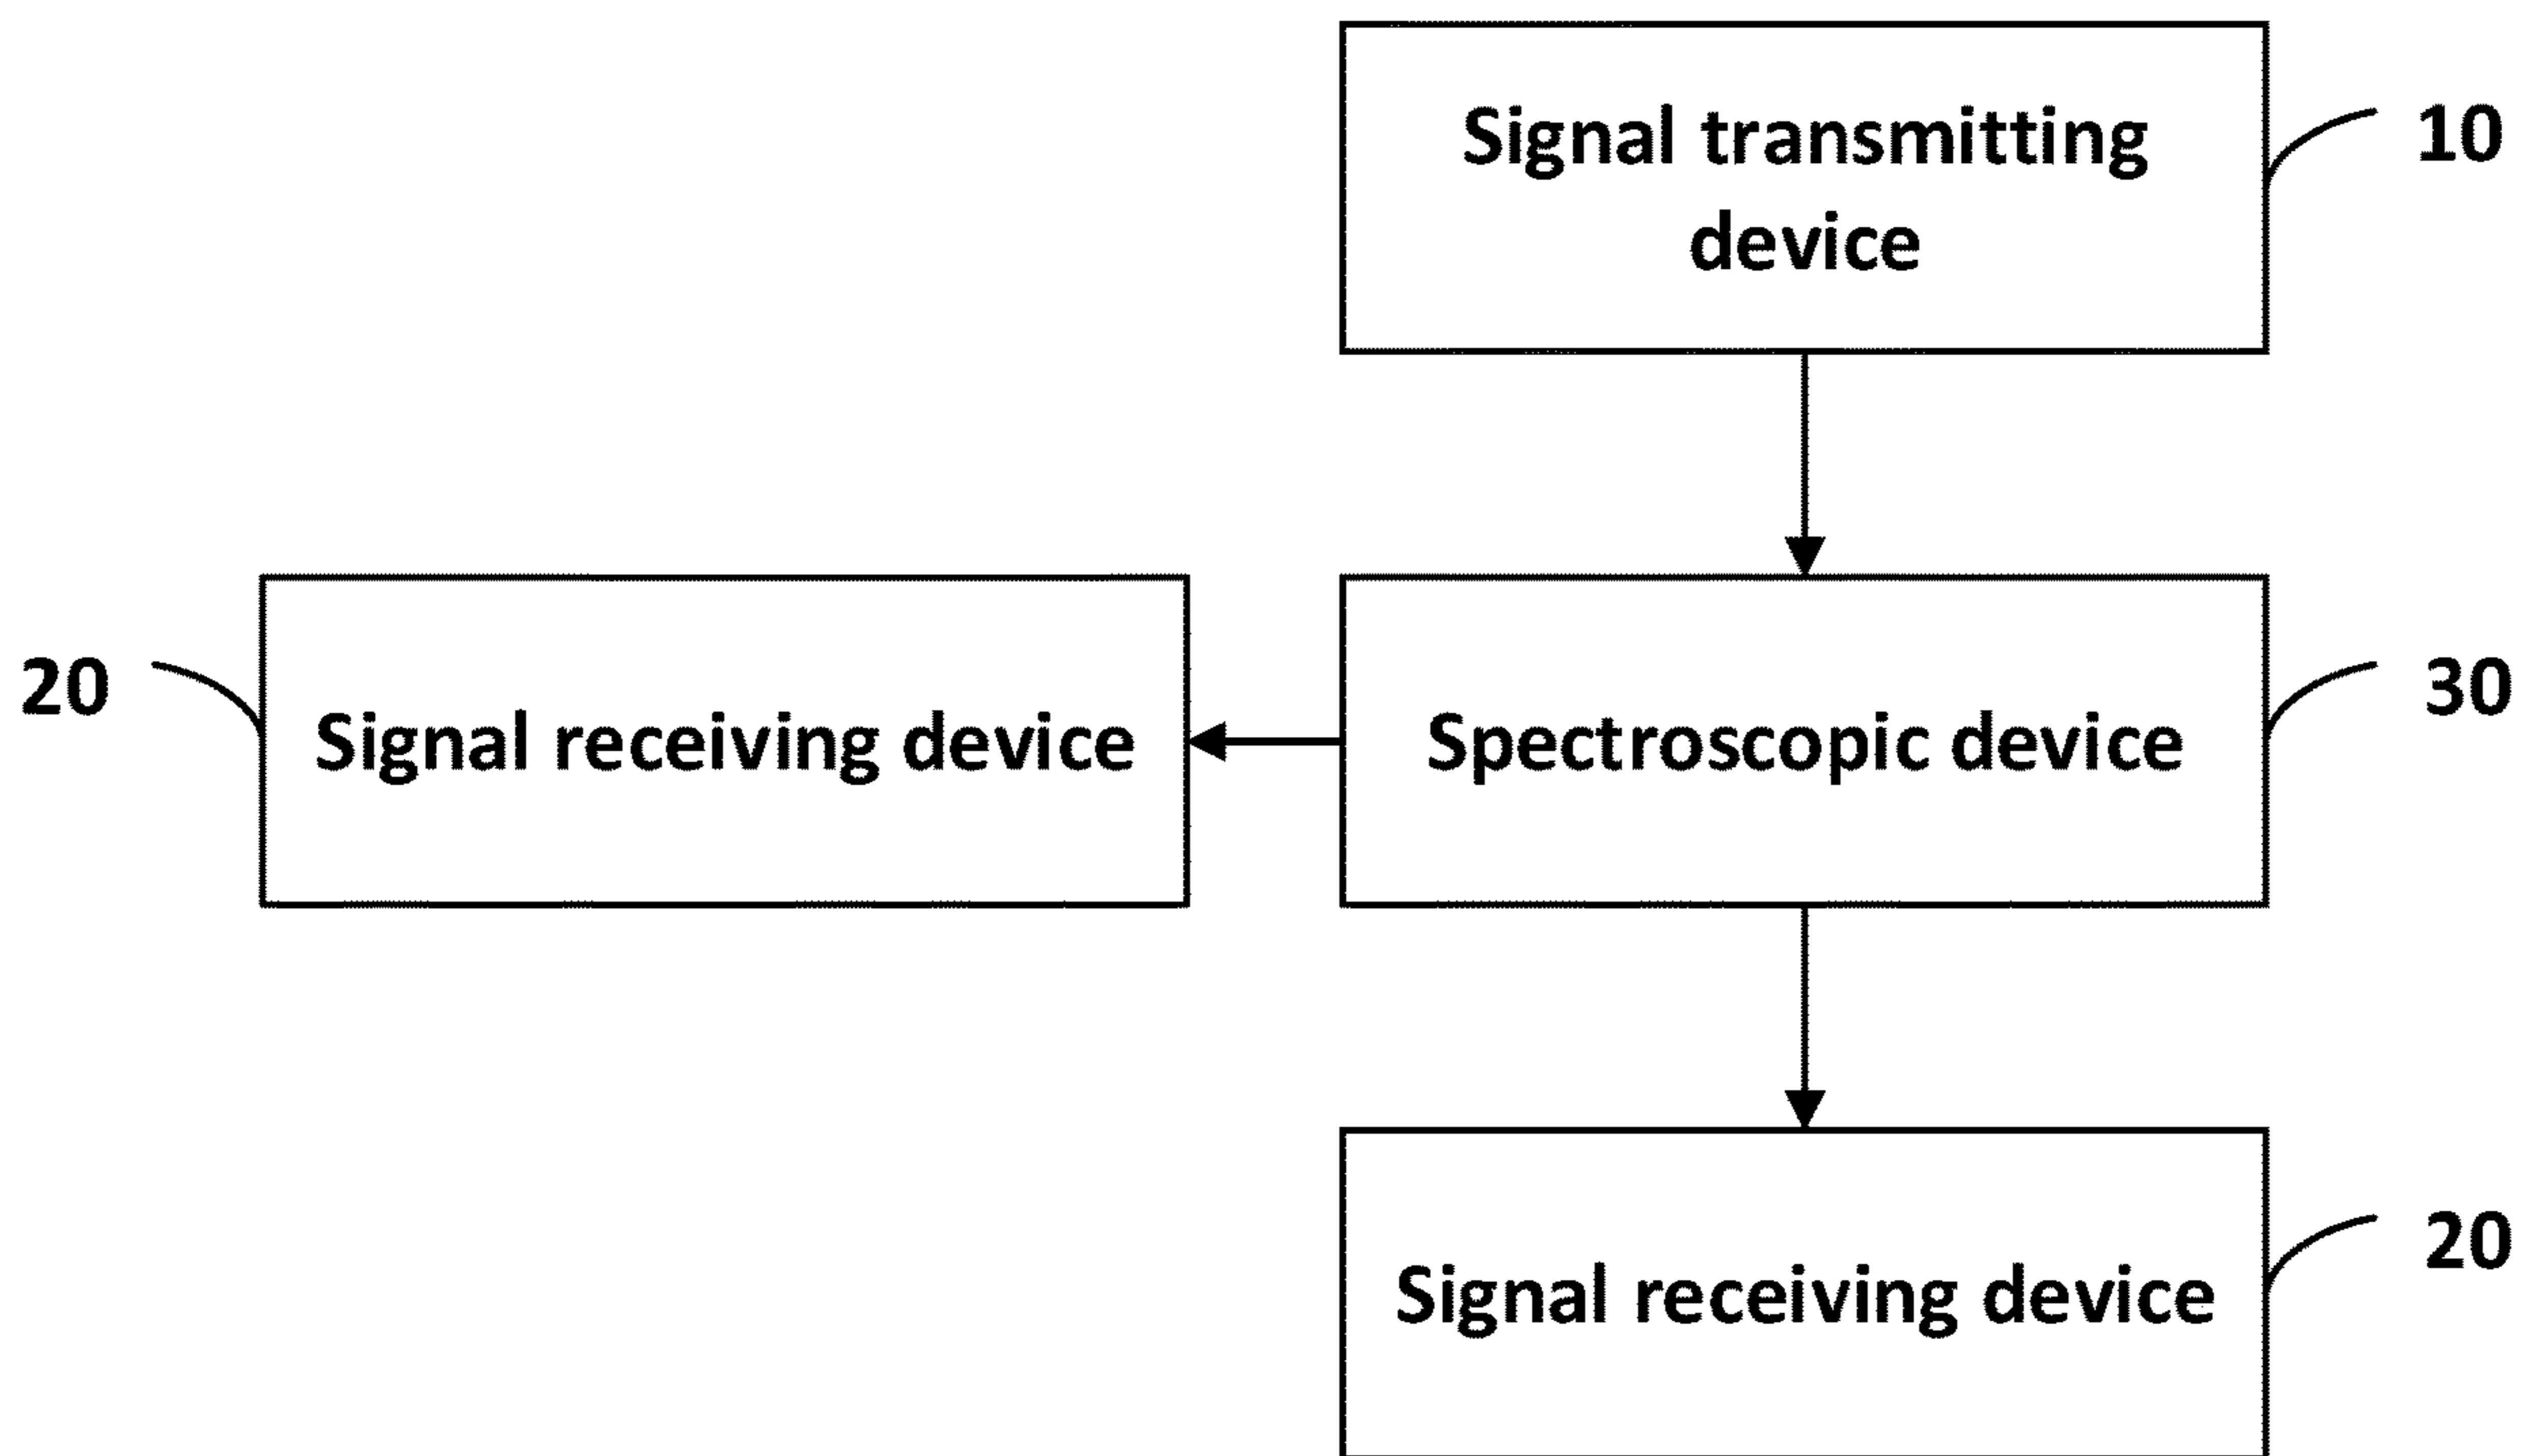 Signal transmitting
device
10
20
Signal receiving device
Spectroscopic device
30
Signal receiving device
20